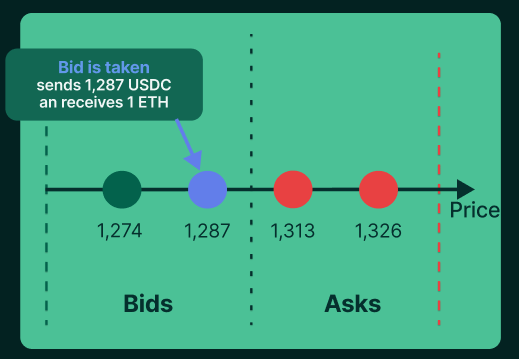 Bid is taken
sends 1,287 USDC
an receives 1 ETH
Price
1,274 1,287 1,313 1,326
Bids Asks